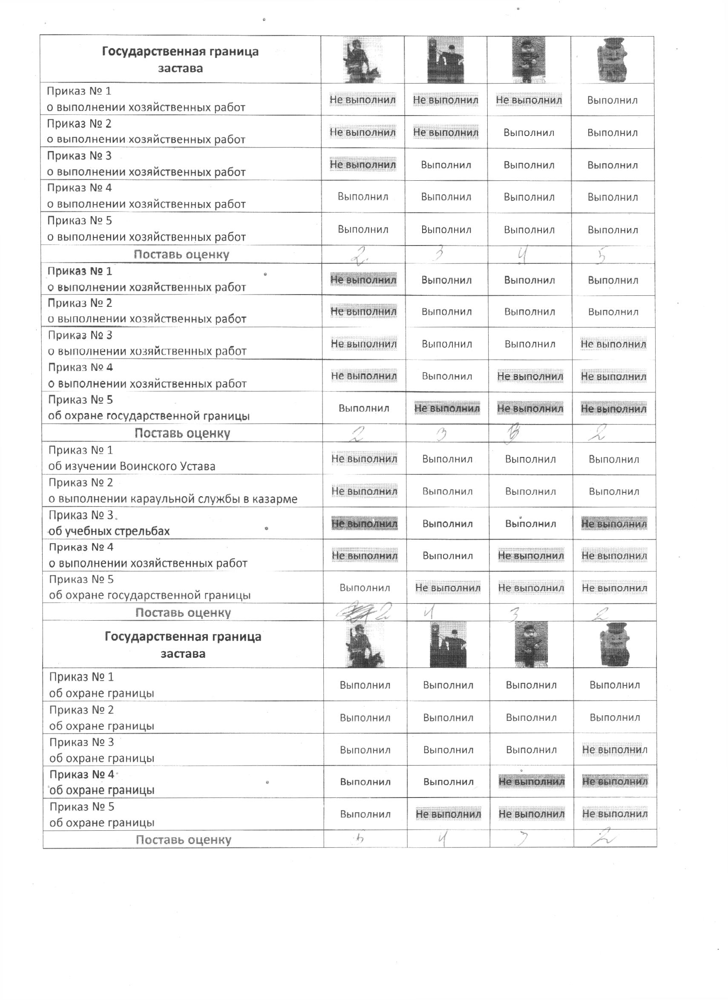 Государственная граница
застава
Приказ № 1
о выполнении хозяйственных работ
Не выполнил Не выполнил Не выполнил Выполнил
Приказ № 2
о выполнении хозяйственных работ
Не выполнил Не выполнил Выполнил Выполнил
Приказ № 3
о выполнении хозяйственных работ
Не выполнил Выполнил Выполнил Выполнил
Приказ № 4
о выполнении хозяйственных работ
Выполнил Выполнил Выполнил Выполнил
Приказ № 5
о выполнении хозяйственных работ
Выполнил Выполнил Выполнил Выполнил
Поставь оценку 2 3 4 5
Приказ № 1
о выполнении хозяйственных работ
Не выполнил Выполнил Выполнил Выполнил
Приказ № 2
о выполнении хозяйственных работ
Не выполнил Выполнил Выполнил Выполнил
Приказ № 3
о выполнении хозяйственных работ
Не выполнил Выполнил Выполнил Не выполнил
Приказ № 4
о выполнении хозяйственных работ
Не выполнил Выполнил Не выполнил Не выполнил
Приказ № 5
об охране государственной границы
Выполнил Не выполнил Не выполнил Не выполнил
Поставь оценку 2 3 2
Приказ № 1
об изучении Воинского Устава
Не выполнил Выполнил Выполнил Выполнил
Приказ № 2
о выполнении караульной службы в казарме
Не выполнил Выполнил Выполнил Выполнил
Приказ № 3
об учебных стрельбах
Не выполнил Выполнил Выполнил Не выполнил
Приказ № 4
о выполнении хозяйственных работ
Не выполнил Выполнил Не выполнил Не выполнил
Приказ № 5
об охране государственной границы
Выполнил Не выполнил Не выполнил Не выполнил
Поставь оценку 2 4 3 2
Государственная граница
застава
Приказ № 1
об охране границы
Выполнил Выполнил Выполнил Выполнил
Приказ № 2
об охране границы
Выполнил Выполнил Выполнил Выполнил
Приказ № 3
об охране границы
Выполнил Выполнил Выполнил Не выполнил
Приказ № 4
об охране границы
Выполнил Выполнил Не выполнил Не выполнил
Приказ № 5
об охране границы
Выполнил Не выполнил Не выполнил Не выполнил
Поставь оценку 5 4 3 2